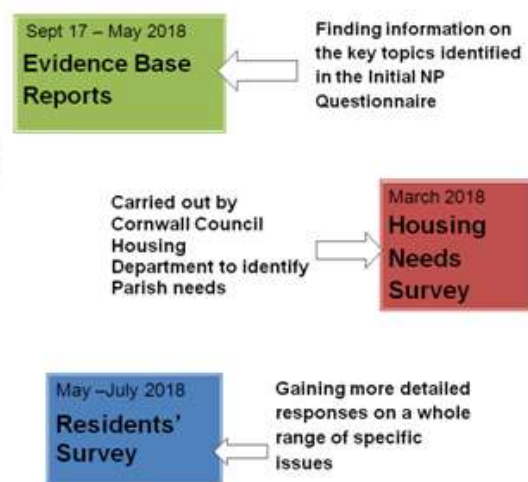 Sept 17 – May 2018
Evidence Base
Reports
Finding information on
the key topics identified
in the Initial NP
Questionnaire
Carried out by
Cornwall Council
Housing
Department to identify
Parish needs
March 2018
Housing
Needs
Survey
May –July 2018
Residents'
Survey
Gaining more detailed
responses on a whole
range of specific
issues